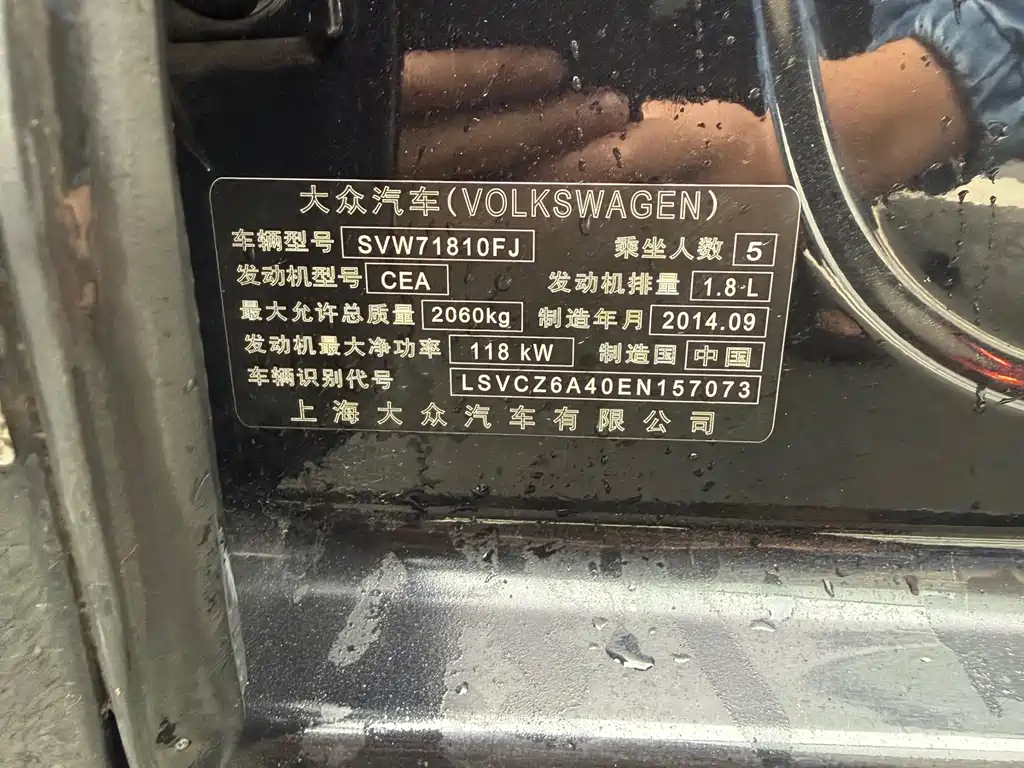 大众汽车(VOLKSWAGEN)
车辆型号 SVW71810FJ 乘坐人数 5
发动机型号 CEA 发动机排量 1.8·L
最大允许总质量 2060kg 制造年月 2014.09
发动机最大净功率 118 kW 制造国 中国
车辆识别代号 LSVCZ6A40EN157073
上海大众汽车有限公司